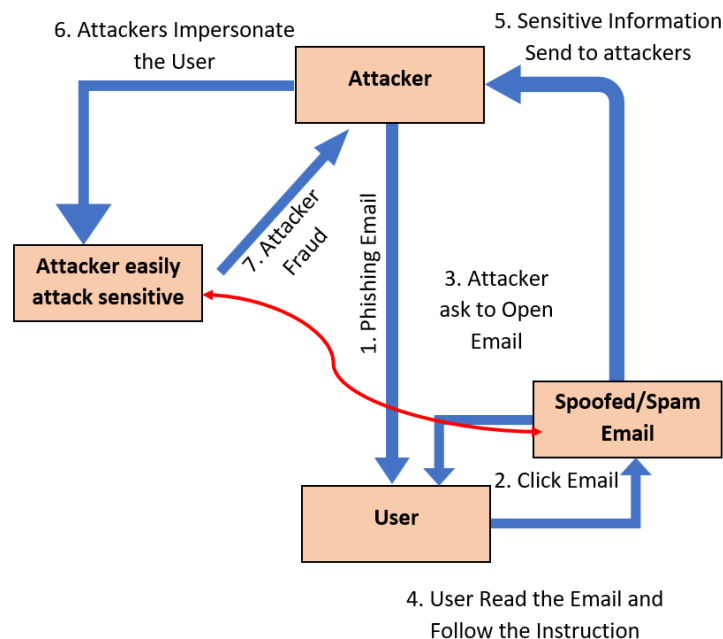 6. Attackers Impersonate
the User
5. Sensitive Information
Send to attackers
Attacker
7. Attacker
Fraud
1. Phishing Email
Attacker easily
attack sensitive
3. Attacker
ask to Open
Email
Spoofed/Spam
Email
2. Click Email
User
4. User Read the Email and
Follow the Instruction